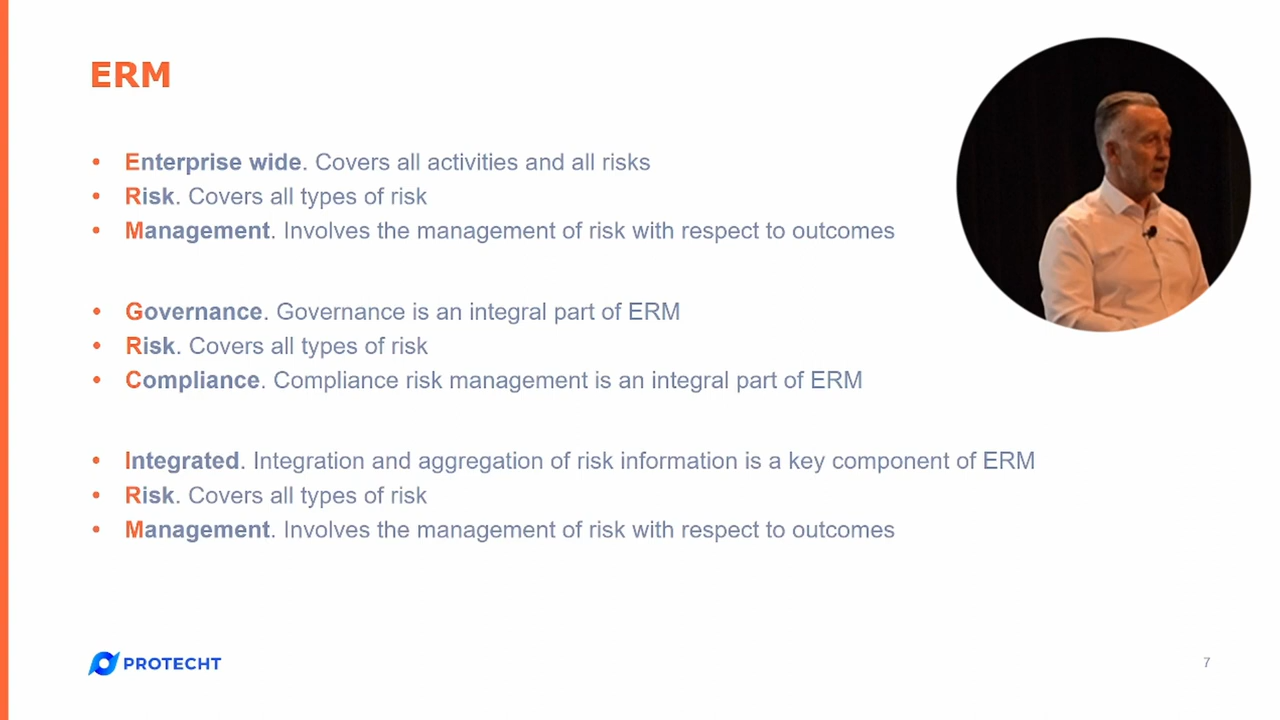 ERM
• Enterprise wide. Covers all activities and all risks
• Risk. Covers all types of risk
• Management. Involves the management of risk with respect to outcomes
• Governance. Governance is an integral part of ERM
• Risk. Covers all types of risk
• Compliance. Compliance risk management is an integral part of ERM
• Integrated. Integration and aggregation of risk information is a key component of ERM
• Risk. Covers all types of risk
• Management. Involves the management of risk with respect to outcomes
PROTECHT
7